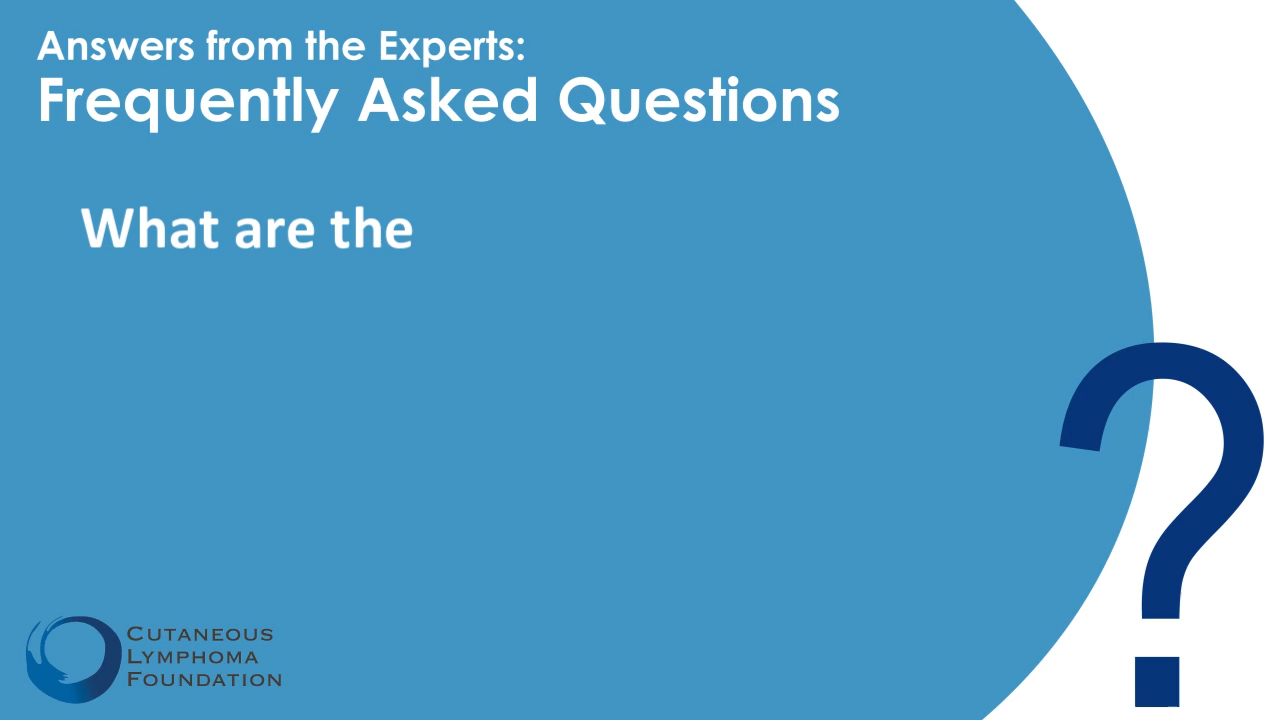 Answers from the Experts:
Frequently Asked Questions
What are the
?
CUTANEOUS
LYMPHOMA
FOUNDATION